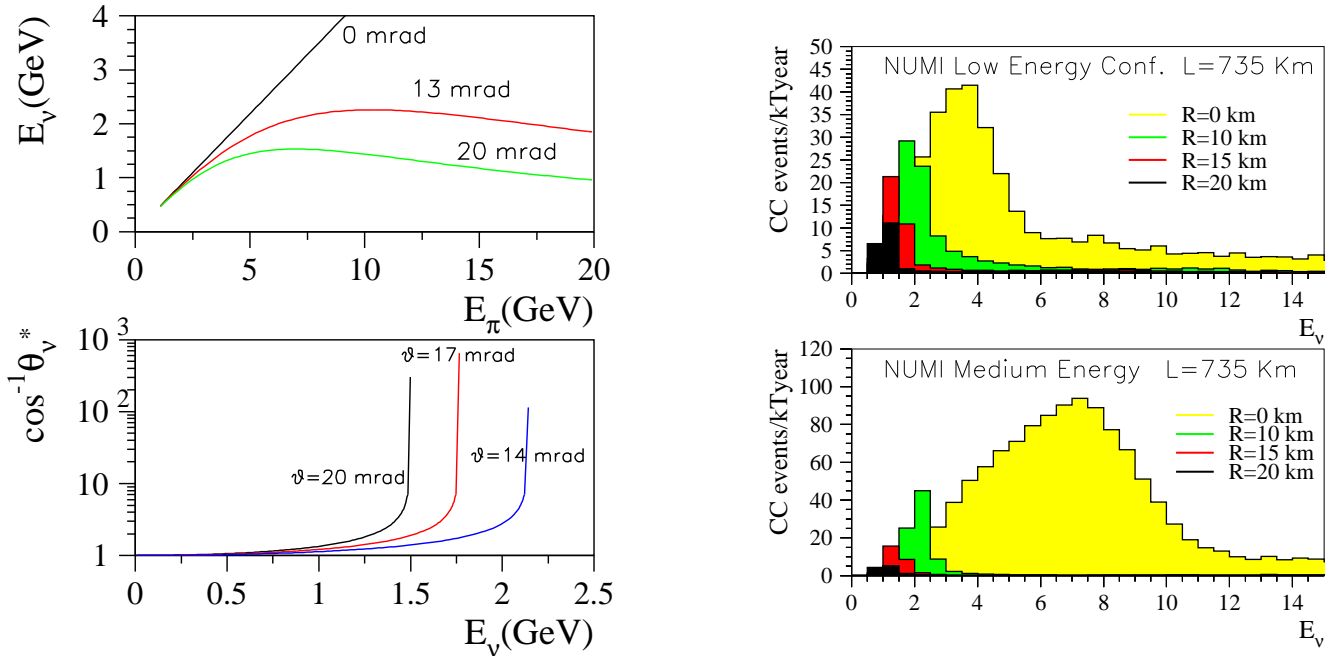 E_ν(GeV)
4
3
2
1
0
0 mrad
13 mrad
20 mrad
0 5 10 15 20
E_π(GeV)
cos⁻¹θ_ν*
10³
10²
10
1
ϑ=17 mrad
ϑ=20 mrad
ϑ=14 mrad
0 0.5 1 1.5 2 2.5
E_ν(GeV)
CC events/kTyear
50
45
40
35
30
25
20
15
10
5
0
NUMI Low Energy Conf. L=735 Km
R=0 km
R=10 km
R=15 km
R=20 km
0 2 4 6 8 10 12 14
E_ν
CC events/kTyear
120
100
80
60
40
20
0
NUMI Medium Energy L=735 Km
R=0 km
R=10 km
R=15 km
R=20 km
0 2 4 6 8 10 12 14
E_ν